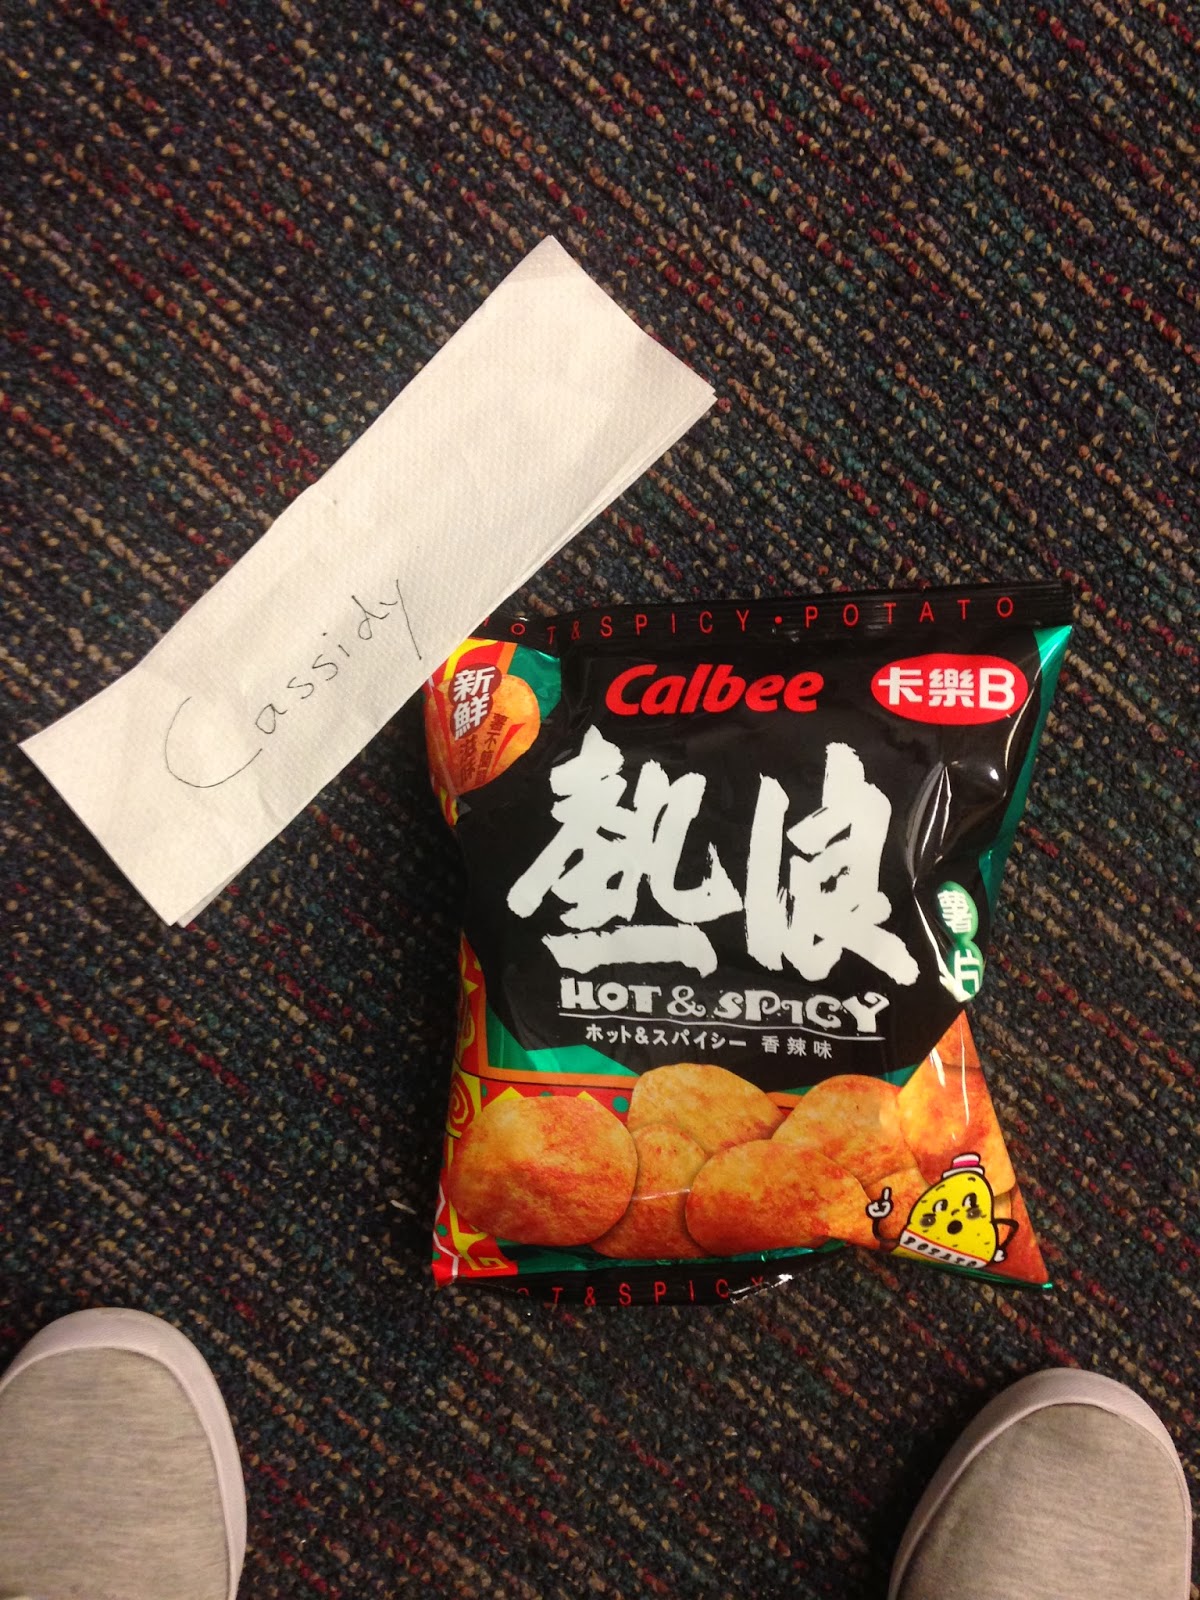 Cassidy
HOT & SPICY • POTATO
Calbee 卡樂B
新鮮
熱浪
薯片
HOT & SPICY
ホット&スパイシー 香辣味
POTATO
HOT & SPICY